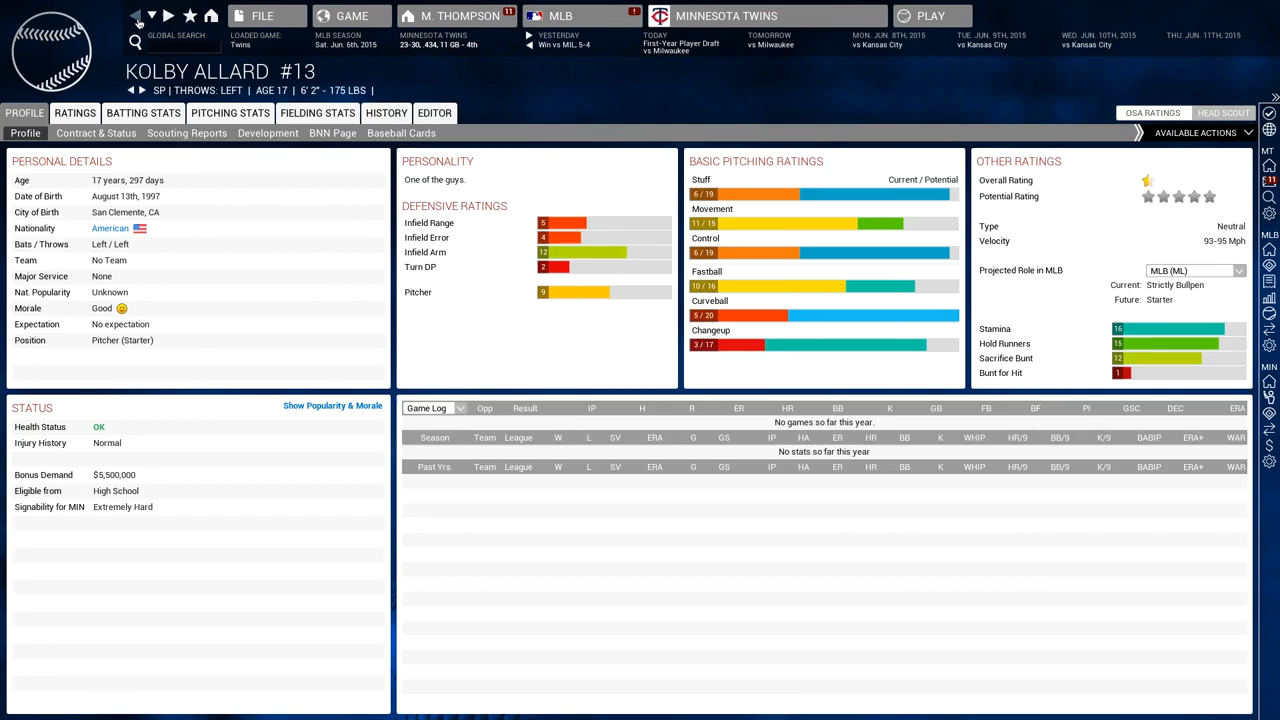 FILE GAME M. THOMPSON 11 MLB ! MINNESOTA TWINS PLAY
GLOBAL SEARCH: LOADED GAME: MLB SEASON MINNESOTA TWINS YESTERDAY TODAY TOMORROW MON. JUN. 8TH, 2015 TUE. JUN. 9TH, 2015 WED. JUN. 10TH, 2015 THU. JUN. 11TH, 2015
Twins Sat. Jun. 6th, 2015 23-30, .434, 11 GB - 4th Win vs MIL, 5-4 First-Year Player Draft vs Milwaukee vs Milwaukee vs Kansas City vs Kansas City vs Kansas City
KOLBY ALLARD #13
SP | THROWS: LEFT | AGE 17 | 6' 2" - 175 LBS |
PROFILE RATINGS BATTING STATS PITCHING STATS FIELDING STATS HISTORY EDITOR OSA RATINGS HEAD SCOUT
Profile Contract & Status Scouting Reports Development BNN Page Baseball Cards AVAILABLE ACTIONS
PERSONAL DETAILS
Age 17 years, 297 days
Date of Birth August 13th, 1997
City of Birth San Clemente, CA
Nationality American
Bats / Throws Left / Left
Team No Team
Major Service None
Nat. Popularity Unknown
Morale Good
Expectation No expectation
Position Pitcher (Starter)
PERSONALITY
One of the guys.
DEFENSIVE RATINGS
Infield Range 5
Infield Error 4
Infield Arm 12
Turn DP 2
Pitcher 9
BASIC PITCHING RATINGS
Stuff Current / Potential
6 / 19
Movement
11 / 15
Control
6 / 19
Fastball
10 / 16
Curveball
5 / 20
Changeup
3 / 17
OTHER RATINGS
Overall Rating
Potential Rating
Type Neutral
Velocity 93-95 Mph
Projected Role in MLB MLB (ML)
Current: Strictly Bullpen
Future: Starter
Stamina 16
Hold Runners 15
Sacrifice Bunt 12
Bunt for Hit 1
STATUS Show Popularity & Morale
Health Status OK
Injury History Normal
Bonus Demand $5,500,000
Eligible from High School
Signability for MIN Extremely Hard
Game Log Opp Result IP H R ER HR BB K GB FB BF PI GSC DEC ERA
No games so far this year.
Season Team League W L SV ERA G GS IP HA ER HR BB K WHIP HR/9 BB/9 K/9 BABIP ERA+ WAR
No stats so far this year
Past Yrs. Team League W L SV ERA G GS IP HA ER HR BB K WHIP HR/9 BB/9 K/9 BABIP ERA+ WAR
MT
11
MLB
MIN